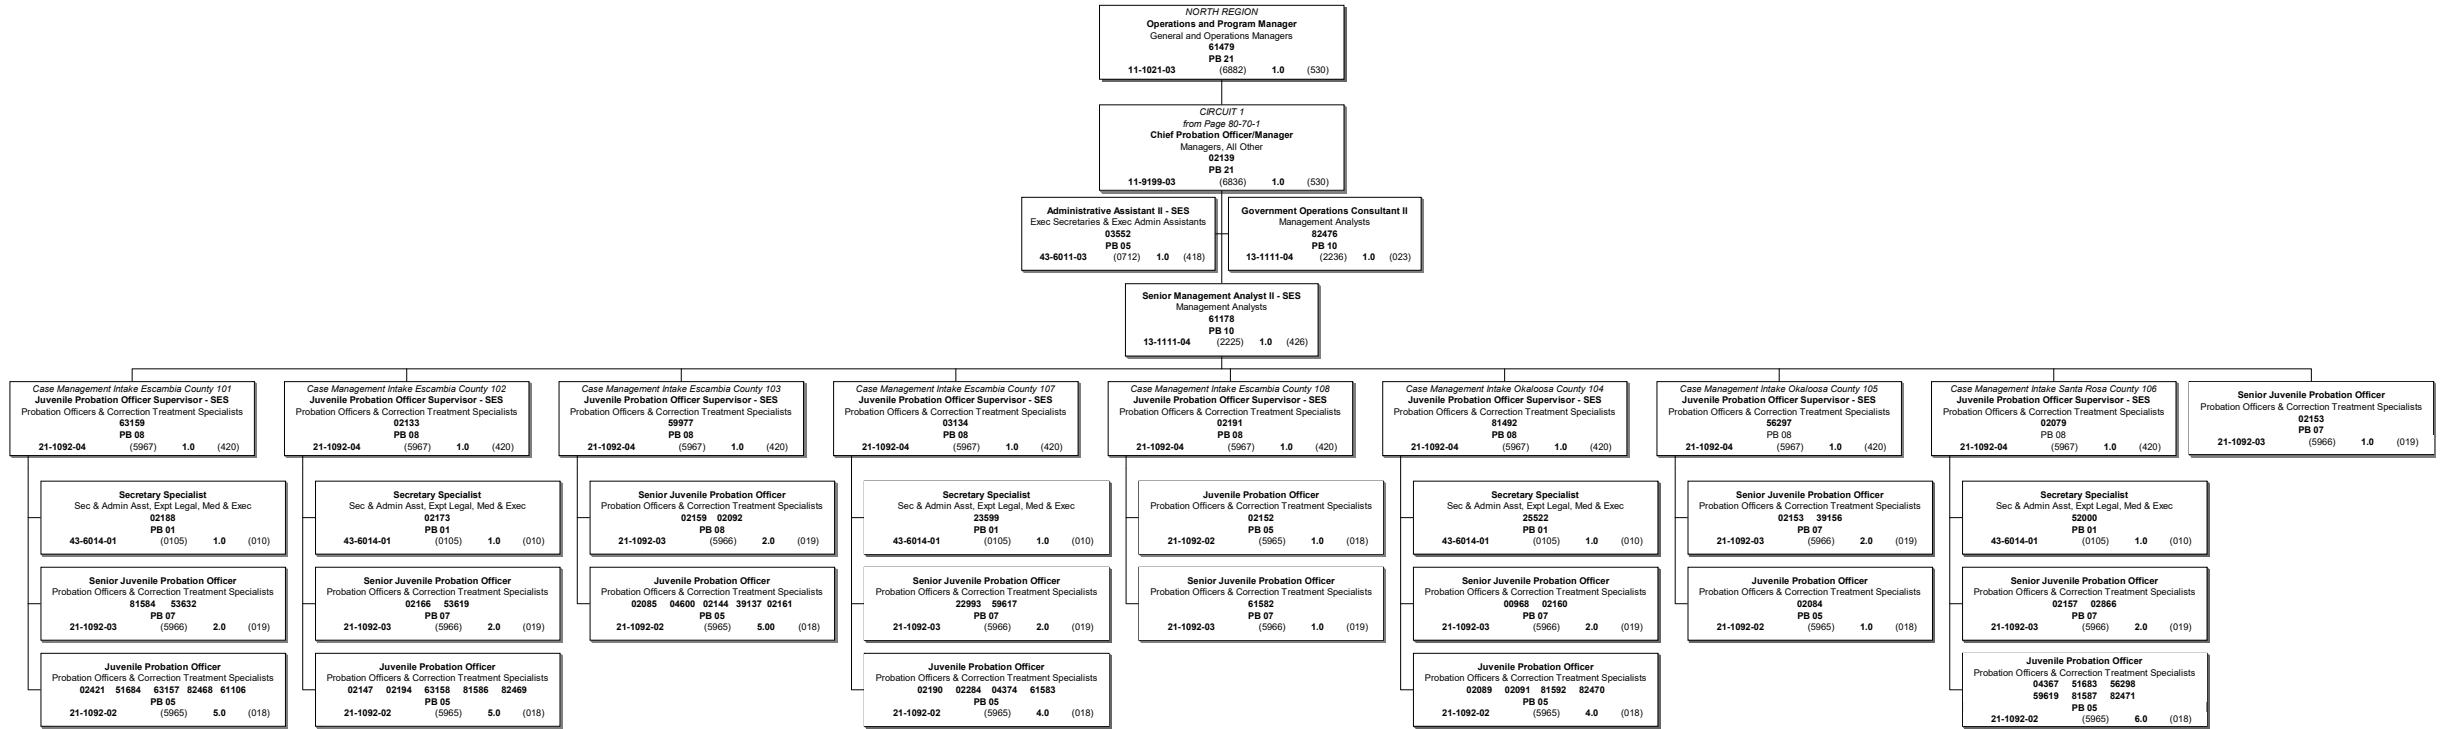 NORTH REGION
Operations and Program Manager
General and Operations Managers
61479
PB 21
11-1021-03 (6882) 1.0 (530)
CIRCUIT 1
from Page 80-70-1
Chief Probation Officer/Manager
Managers, All Other
02139
PB 21
11-9199-03 (6836) 1.0 (530)
Administrative Assistant II - SES
Exec Secretaries & Exec Admin Assistants
03552
PB 05
43-6011-03 (0712) 1.0 (418)
Government Operations Consultant II
Management Analysts
82476
PB 10
13-1111-04 (2236) 1.0 (023)
Senior Management Analyst II - SES
Management Analysts
61178
PB 10
13-1111-04 (2225) 1.0 (426)
Case Management Intake Escambia County 101
Juvenile Probation Officer Supervisor - SES
Probation Officers & Correction Treatment Specialists
63159
PB 08
21-1092-04 (5967) 1.0 (420)
Secretary Specialist
Sec & Admin Asst, Expt Legal, Med & Exec
02188
PB 01
43-6014-01 (0105) 1.0 (010)
Senior Juvenile Probation Officer
Probation Officers & Correction Treatment Specialists
81584 53632
PB 07
21-1092-03 (5966) 2.0 (019)
Juvenile Probation Officer
Probation Officers & Correction Treatment Specialists
02421 51684 63157 82468 61106
PB 05
21-1092-02 (5965) 5.0 (018)
Case Management Intake Escambia County 102
Juvenile Probation Officer Supervisor - SES
Probation Officers & Correction Treatment Specialists
02133
PB 08
21-1092-04 (5967) 1.0 (420)
Secretary Specialist
Sec & Admin Asst, Expt Legal, Med & Exec
02173
PB 01
43-6014-01 (0105) 1.0 (010)
Senior Juvenile Probation Officer
Probation Officers & Correction Treatment Specialists
02166 53619
PB 07
21-1092-03 (5966) 2.0 (019)
Juvenile Probation Officer
Probation Officers & Correction Treatment Specialists
02147 02194 63158 81586 82469
PB 05
21-1092-02 (5965) 5.0 (018)
Case Management Intake Escambia County 103
Juvenile Probation Officer Supervisor - SES
Probation Officers & Correction Treatment Specialists
59977
PB 08
21-1092-04 (5967) 1.0 (420)
Senior Juvenile Probation Officer
Probation Officers & Correction Treatment Specialists
02159 02092
PB 08
21-1092-03 (5966) 2.0 (019)
Juvenile Probation Officer
Probation Officers & Correction Treatment Specialists
02085 04600 02144 39137 02161
PB 05
21-1092-02 (5965) 5.00 (018)
Case Management Intake Escambia County 107
Juvenile Probation Officer Supervisor - SES
Probation Officers & Correction Treatment Specialists
03134
PB 08
21-1092-04 (5967) 1.0 (420)
Secretary Specialist
Sec & Admin Asst, Expt Legal, Med & Exec
23599
PB 01
43-6014-01 (0105) 1.0 (010)
Senior Juvenile Probation Officer
Probation Officers & Correction Treatment Specialists
22993 59617
PB 07
21-1092-03 (5966) 2.0 (019)
Juvenile Probation Officer
Probation Officers & Correction Treatment Specialists
02190 02284 04374 61583
PB 05
21-1092-02 (5965) 4.0 (018)
Case Management Intake Escambia County 108
Juvenile Probation Officer Supervisor - SES
Probation Officers & Correction Treatment Specialists
02191
PB 08
21-1092-04 (5967) 1.0 (420)
Juvenile Probation Officer
Probation Officers & Correction Treatment Specialists
02152
PB 05
21-1092-02 (5965) 1.0 (018)
Senior Juvenile Probation Officer
Probation Officers & Correction Treatment Specialists
61582
PB 07
21-1092-03 (5966) 1.0 (019)
Case Management Intake Okaloosa County 104
Juvenile Probation Officer Supervisor - SES
Probation Officers & Correction Treatment Specialists
81492
PB 08
21-1092-04 (5967) 1.0 (420)
Secretary Specialist
Sec & Admin Asst, Expt Legal, Med & Exec
25522
PB 01
43-6014-01 (0105) 1.0 (010)
Senior Juvenile Probation Officer
Probation Officers & Correction Treatment Specialists
00968 02160
PB 07
21-1092-03 (5966) 2.0 (019)
Juvenile Probation Officer
Probation Officers & Correction Treatment Specialists
02089 02091 81592 82470
PB 05
21-1092-02 (5965) 4.0 (018)
Case Management Intake Okaloosa County 105
Juvenile Probation Officer Supervisor - SES
Probation Officers & Correction Treatment Specialists
56297
PB 08
21-1092-04 (5967) 1.0 (420)
Senior Juvenile Probation Officer
Probation Officers & Correction Treatment Specialists
02153 39156
PB 07
21-1092-03 (5966) 2.0 (019)
Juvenile Probation Officer
Probation Officers & Correction Treatment Specialists
02084
PB 05
21-1092-02 (5965) 1.0 (018)
Case Management Intake Santa Rosa County 106
Juvenile Probation Officer Supervisor - SES
Probation Officers & Correction Treatment Specialists
02079
PB 08
21-1092-04 (5967) 1.0 (420)
Secretary Specialist
Sec & Admin Asst, Expt Legal, Med & Exec
52000
PB 01
43-6014-01 (0105) 1.0 (010)
Senior Juvenile Probation Officer
Probation Officers & Correction Treatment Specialists
02157 02866
PB 07
21-1092-03 (5966) 2.0 (019)
Juvenile Probation Officer
Probation Officers & Correction Treatment Specialists
04367 51683 56298
59619 81587 82471
PB 05
21-1092-02 (5965) 6.0 (018)
Senior Juvenile Probation Officer
Probation Officers & Correction Treatment Specialists
02153
PB 07
21-1092-03 (5966) 1.0 (019)